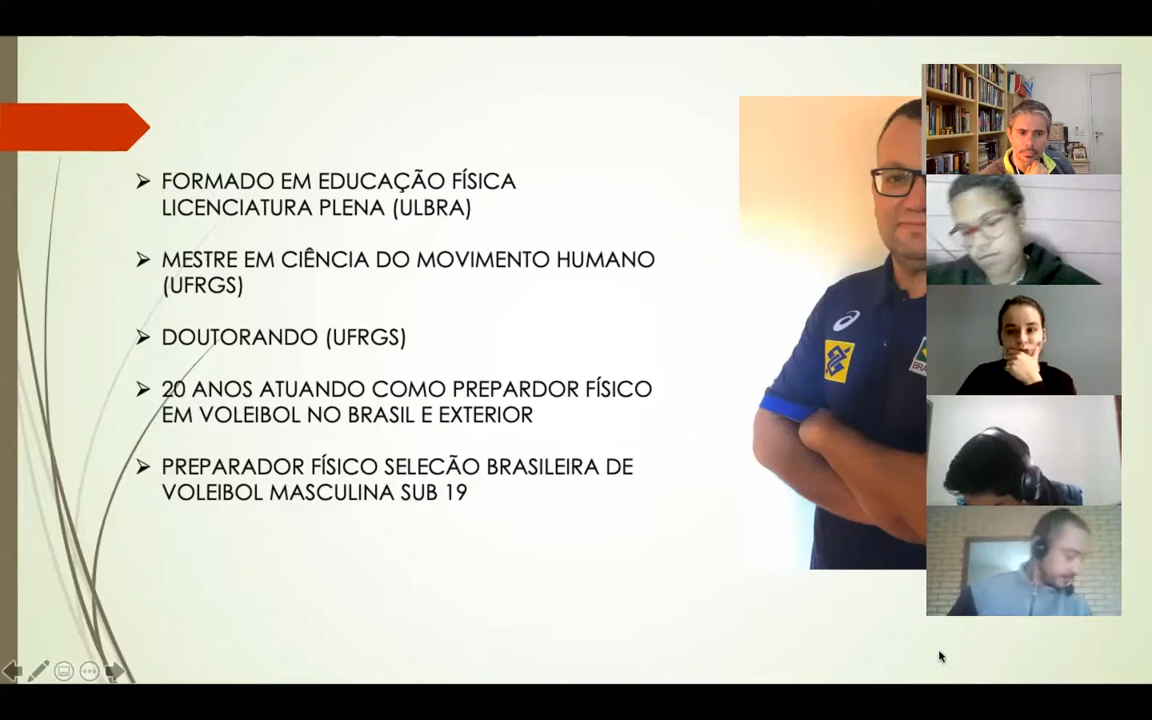 FORMADO EM EDUCAÇÃO FÍSICA
LICENCIATURA PLENA (ULBRA)
MESTRE EM CIÊNCIA DO MOVIMENTO HUMANO
(UFRGS)
DOUTORANDO (UFRGS)
20 ANOS ATUANDO COMO PREPARDOR FÍSICO
EM VOLEIBOL NO BRASIL E EXTERIOR
PREPARADOR FÍSICO SELECÃO BRASILEIRA DE
VOLEIBOL MASCULINA SUB 19